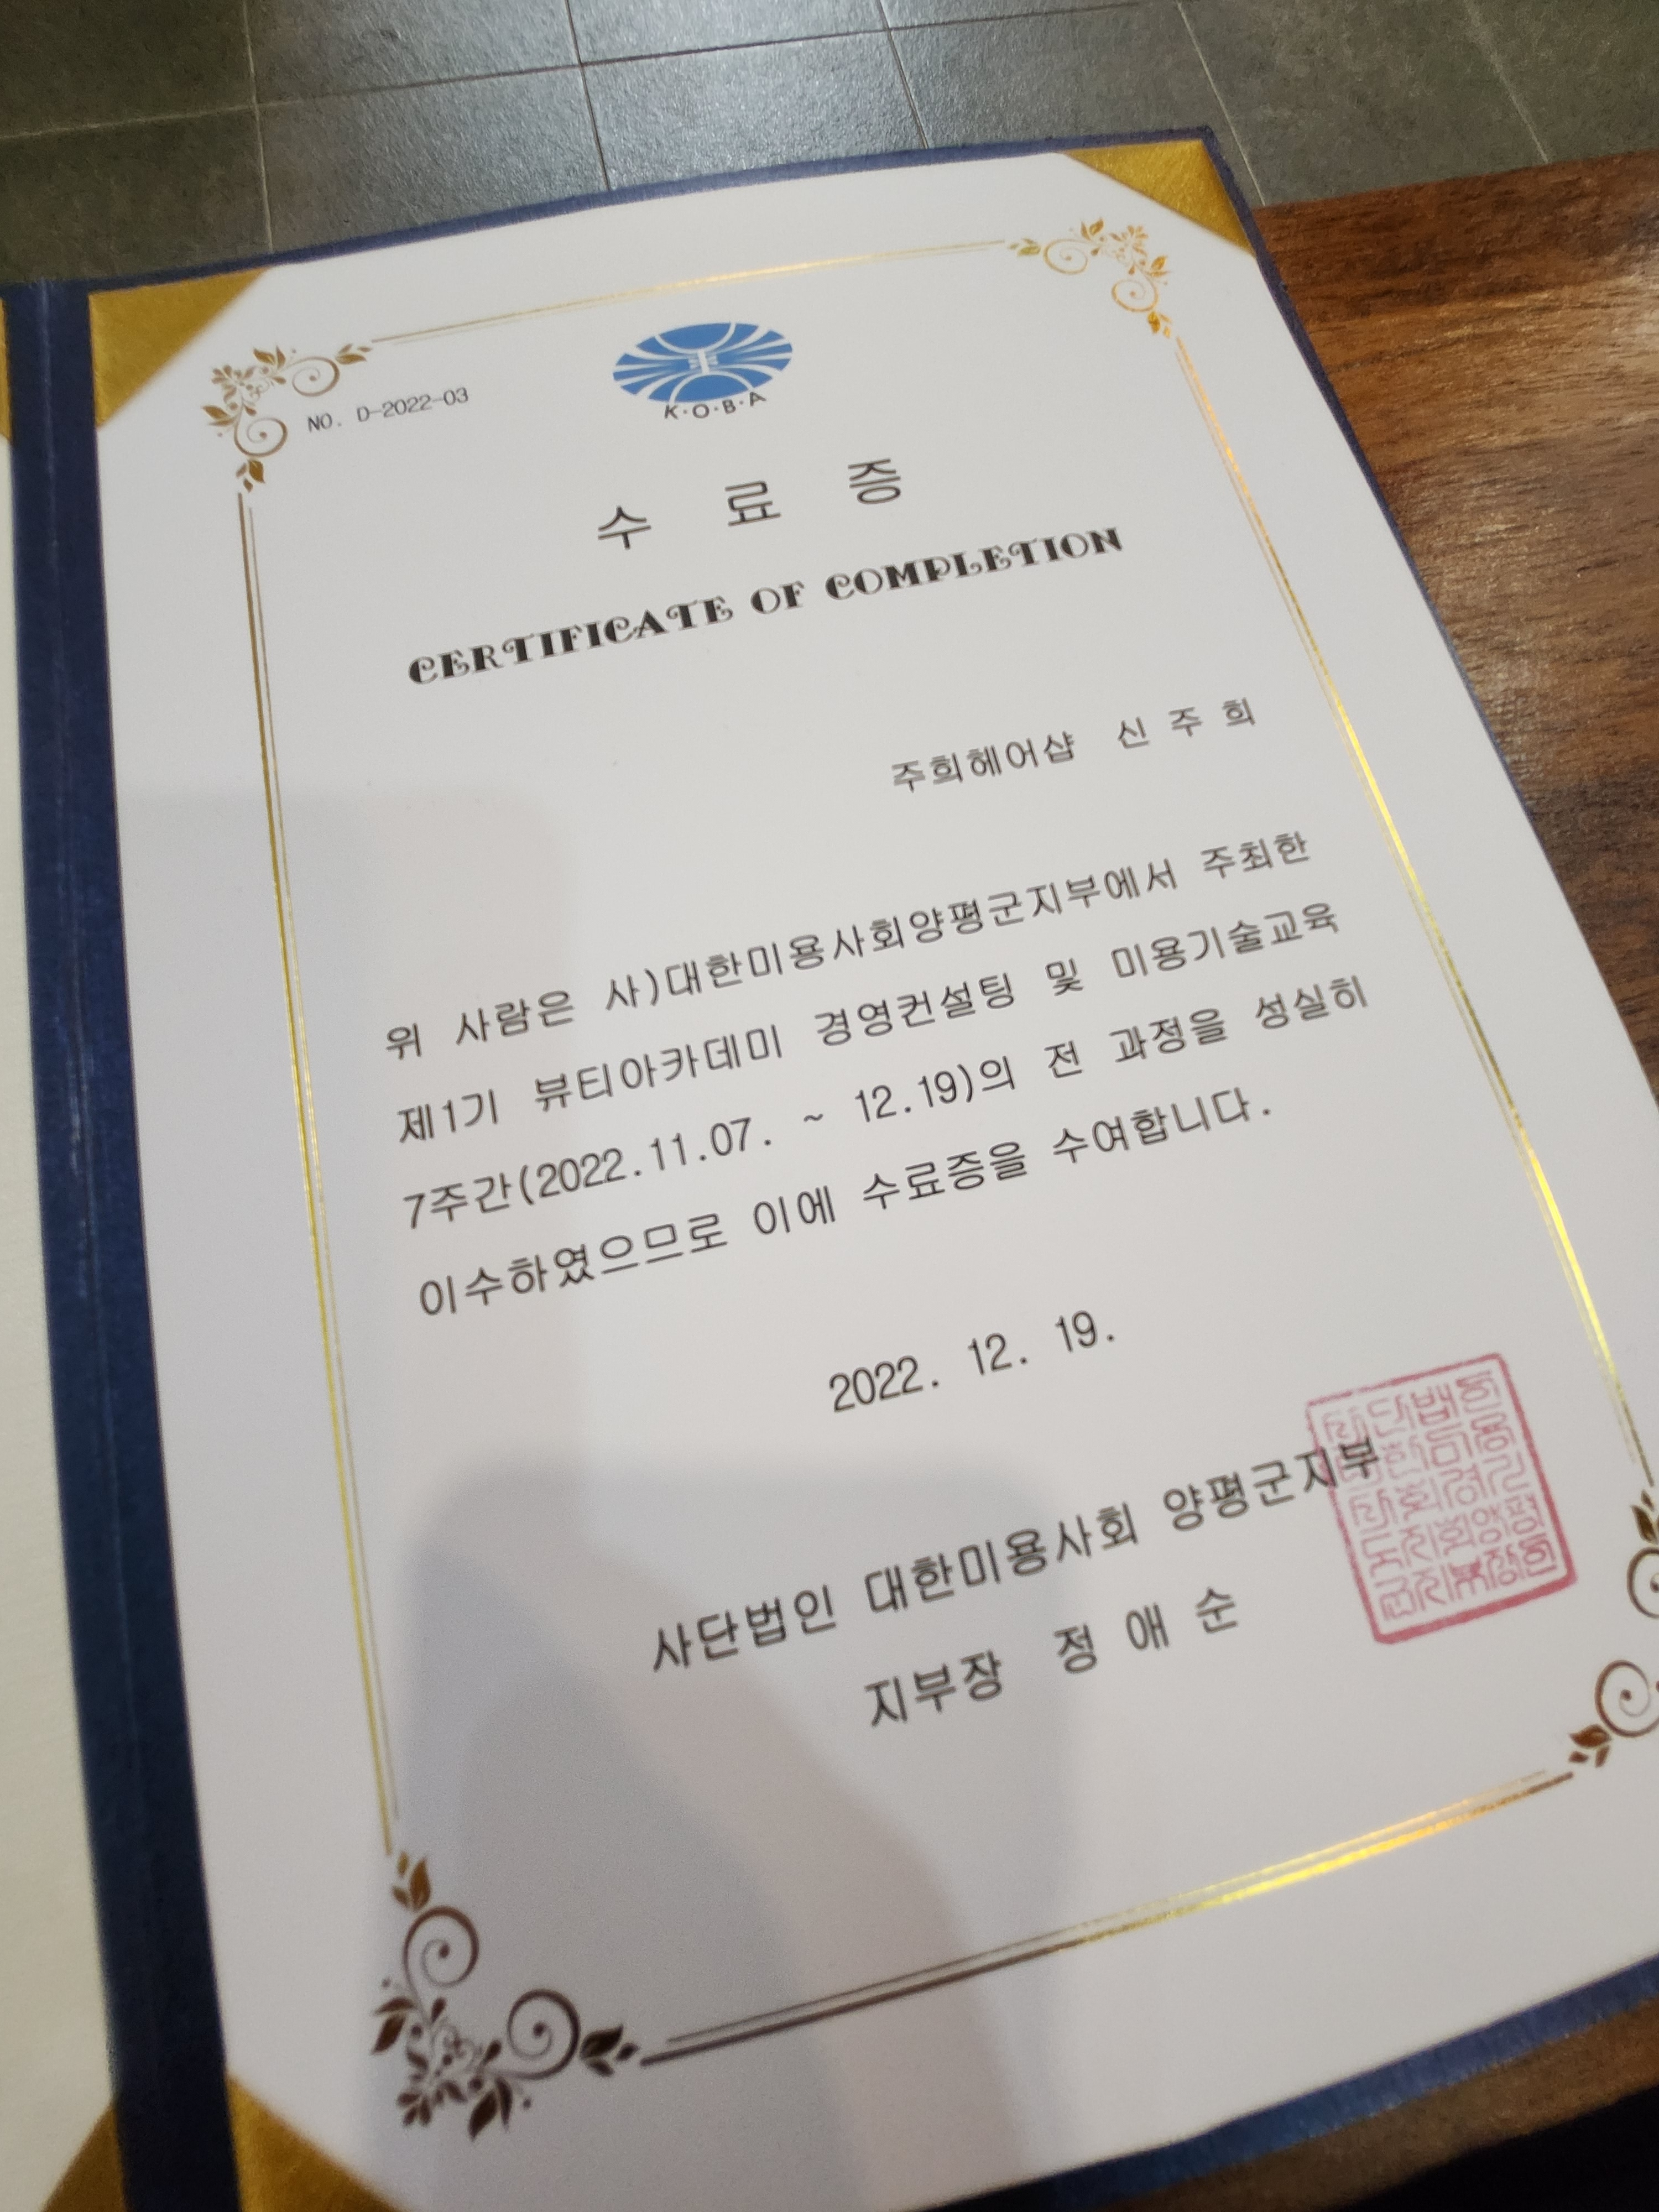 NO. D-2022-03
K·O·B·A
수 료 증
CERTIFICATE OF COMPLETION
주희헤어샵 신 주 희
위 사람은 사)대한미용사회양평군지부에서 주최한
제1기 뷰티아카데미 경영컨설팅 및 미용기술교육
7주간(2022.11.07. ~ 12.19)의 전 과정을 성실히
이수하였으므로 이에 수료증을 수여합니다.
2022. 12. 19.
사단법인 대한미용사회 양평군지부
지부장 정 애 순